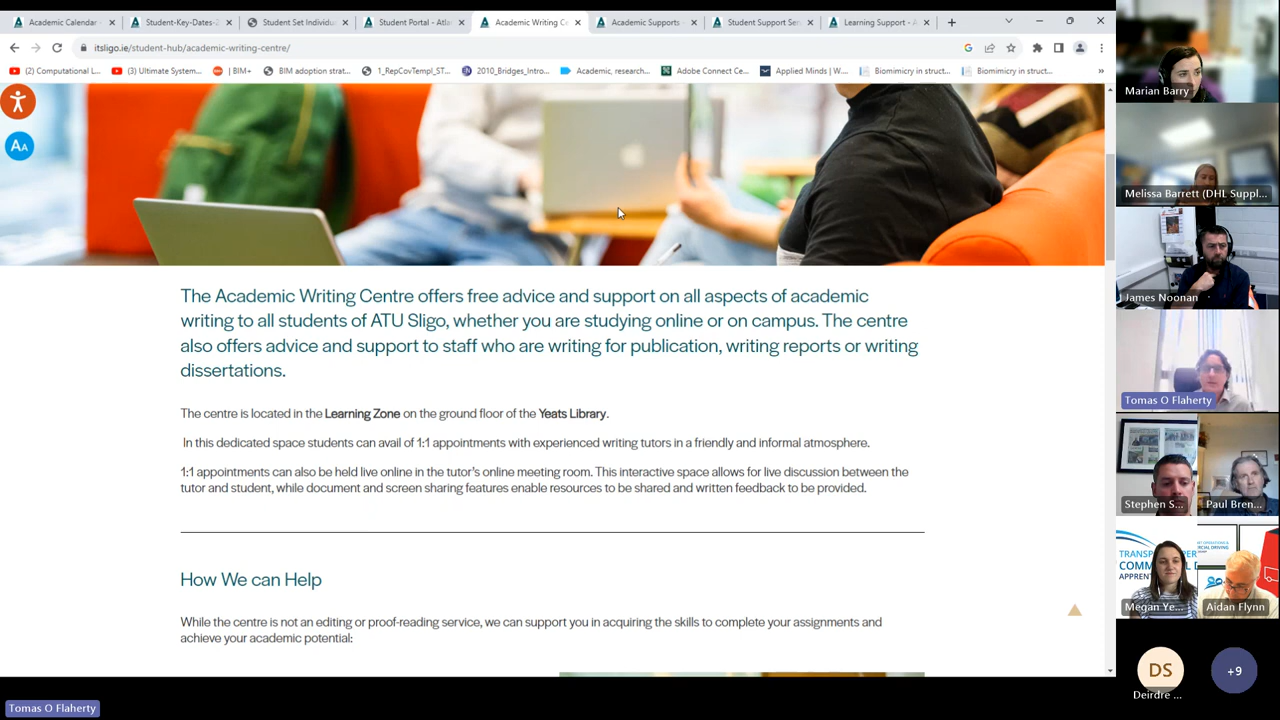 Academic Calendar -
Student-Key-Dates-2
Student Set Individu
Student Portal - Atla
Academic Writing Ce
Academic Supports -
Student Support Ser
Learning Support - A
itsligo.ie/student-hub/academic-writing-centre/
(2) Computational L...
(3) Ultimate System...
| BIM+
BIM adoption strat...
1_RepCovTempl_ST...
2010_Bridges_Intro...
Academic, research...
Adobe Connect Ce...
Applied Minds | W...
Biomimicry in struct...
Biomimicry in struct...
»
AA
The Academic Writing Centre offers free advice and support on all aspects of academic
writing to all students of ATU Sligo, whether you are studying online or on campus. The centre
also offers advice and support to staff who are writing for publication, writing reports or writing
dissertations.
The centre is located in the Learning Zone on the ground floor of the Yeats Library.
In this dedicated space students can avail of 1:1 appointments with experienced writing tutors in a friendly and informal atmosphere.
1:1 appointments can also be held live online in the tutor's online meeting room. This interactive space allows for live discussion between the
tutor and student, while document and screen sharing features enable resources to be shared and written feedback to be provided.
How We can Help
While the centre is not an editing or proof-reading service, we can support you in acquiring the skills to complete your assignments and
achieve your academic potential:
Marian Barry
Melissa Barrett (DHL Suppl...
James Noonan
Tomas O Flaherty
Stephen S...
Paul Bren...
TRANSP
COMM
APPREN
Megan Ye...
Aidan Flynn
DS
Deirdre ...
+9
Tomas O Flaherty